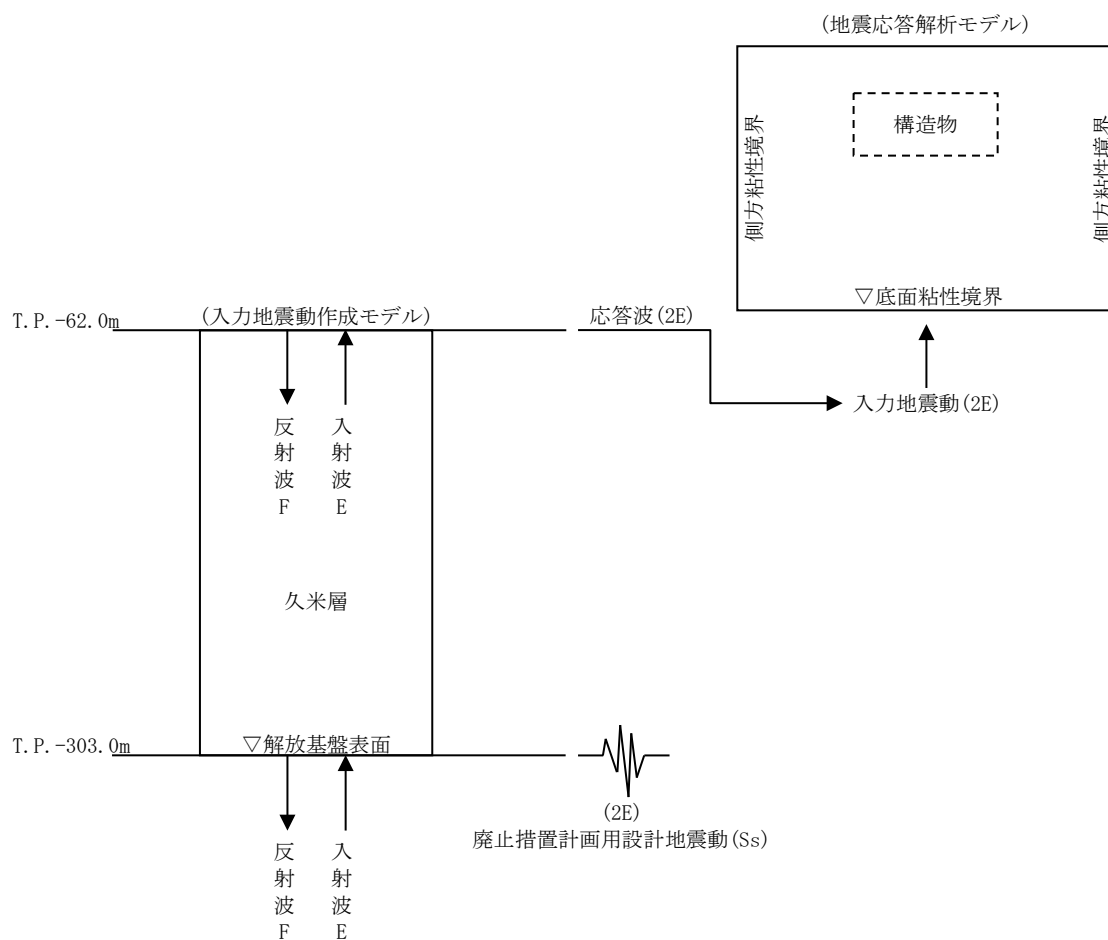 (地震応答解析モデル)
構造物
側方粘性境界
側方粘性境界
▽底面粘性境界
T.P.-62.0m
(入力地震動作成モデル)
応答波(2E)
入力地震動(2E)
反射波F
入射波E
久米層
T.P.-303.0m
▽解放基盤表面
(2E)
廃止措置計画用設計地震動(Ss)
反射波F
入射波E